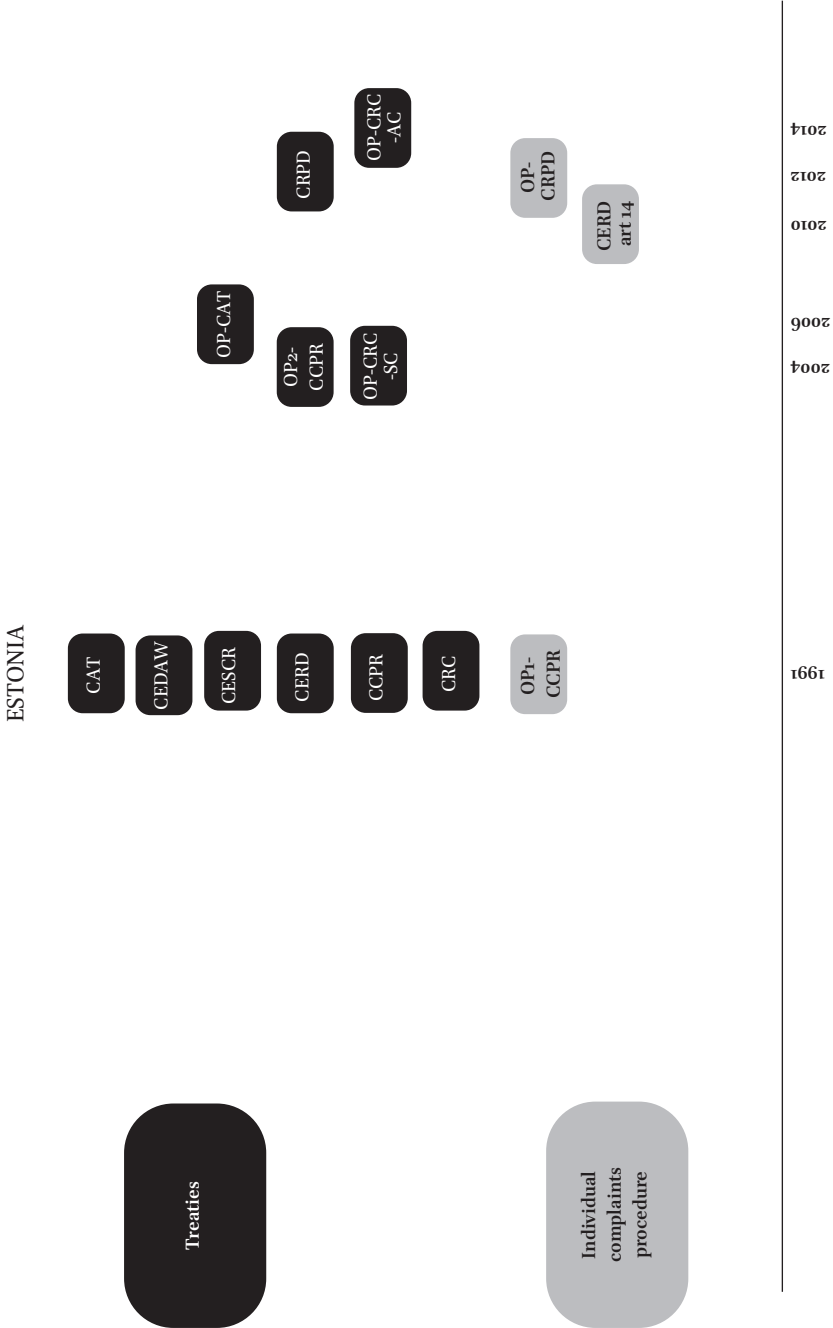 ESTONIA
Treaties
CAT
CEDAW
CESCR
CERD
CCPR
CRC
OP-CAT
OP2-
CCPR
OP-CRC
-SC
CRPD
OP-CRC
-AC
Individual
complaints
procedure
OP1-
CCPR
OP-
CRPD
CERD
art 14
1991
2004
2006
2010
2012
2014